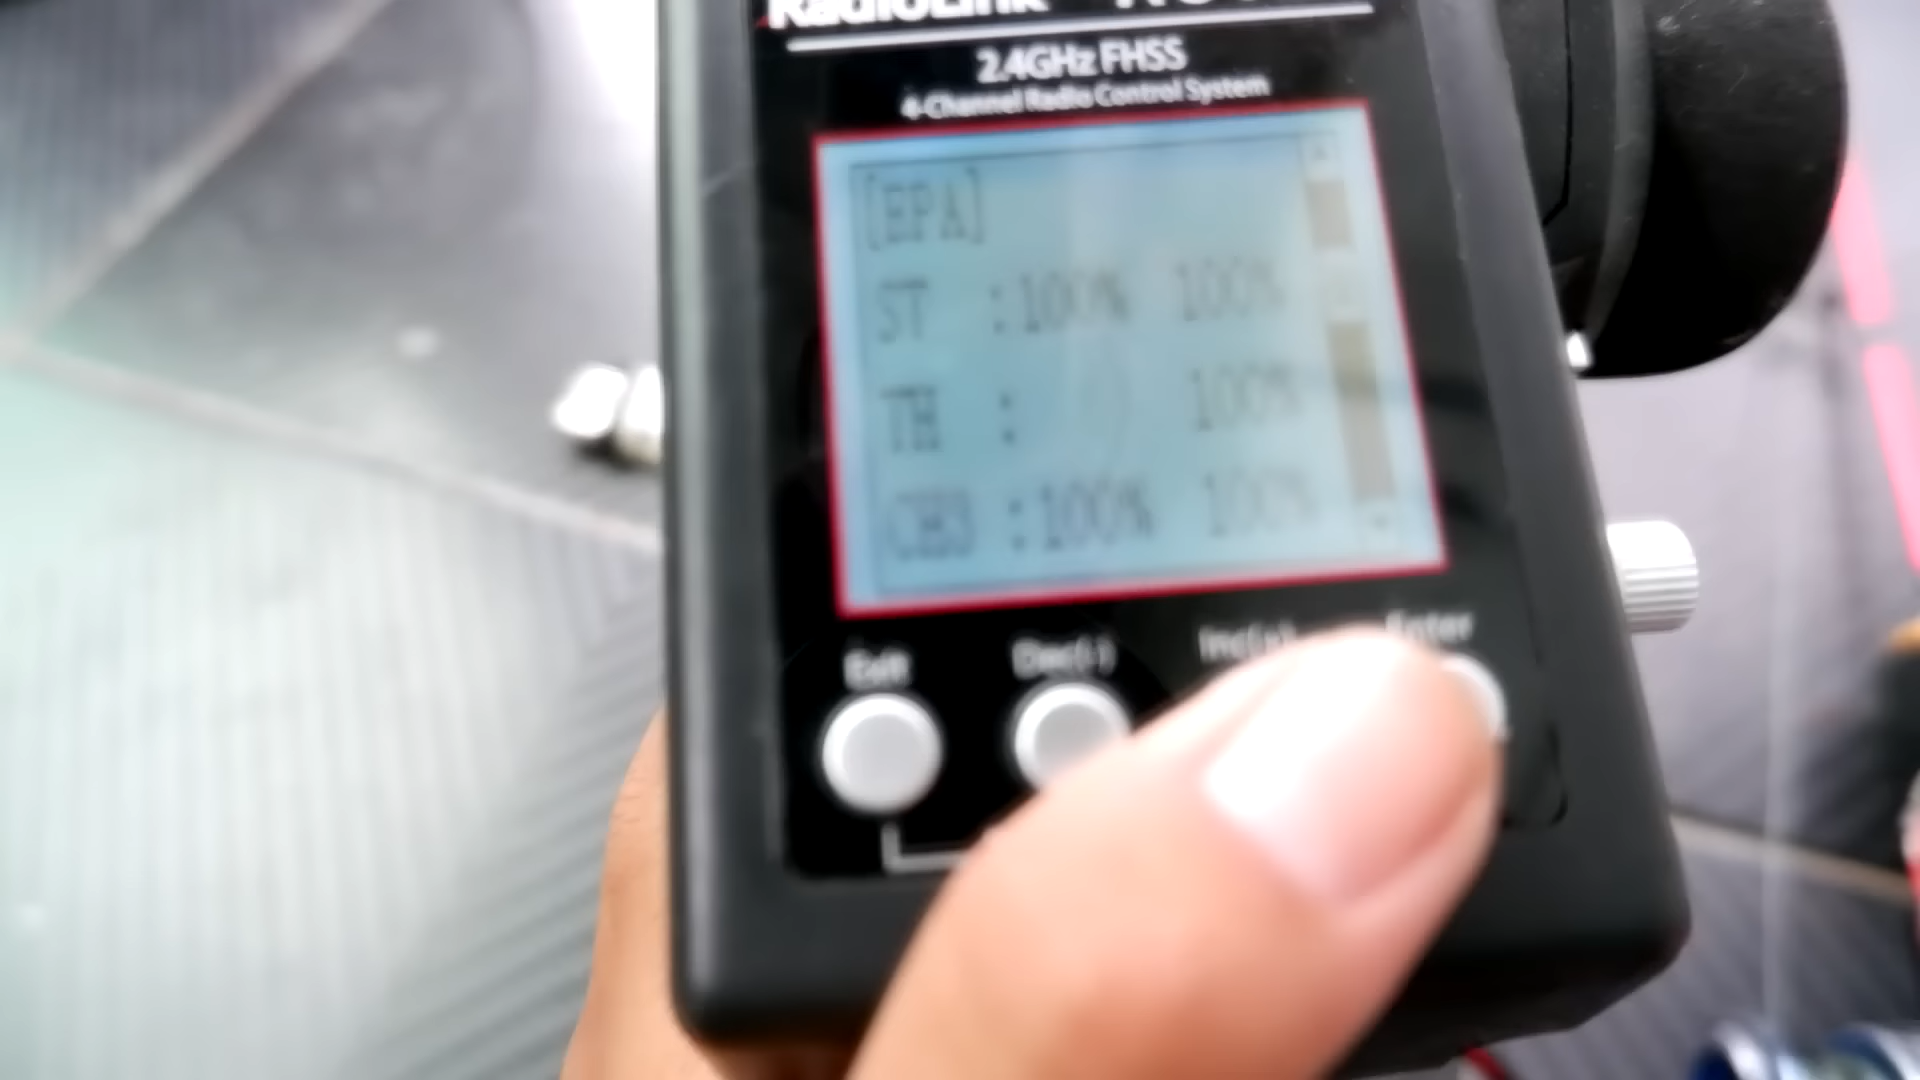 RadioLink
2.4GHz FHSS
4-Channel Radio Control System
[EPA]
ST :100% 100%
TH : 100%
CH3 :100% 100%
Exit Dec(-) Inc(+) Enter